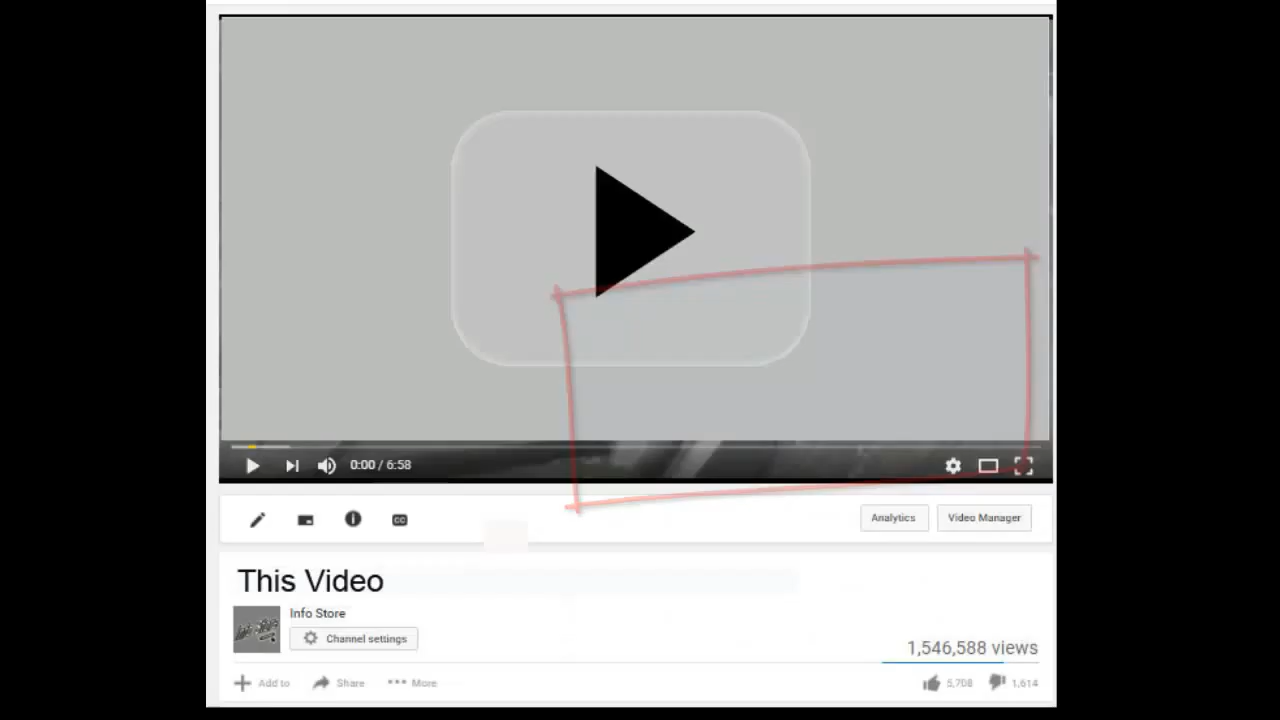 0:00 / 6:58
CC
Analytics
Video Manager
This Video
Info Store
Channel settings
1,546,588 views
Add to
Share
More
5,708
1,614